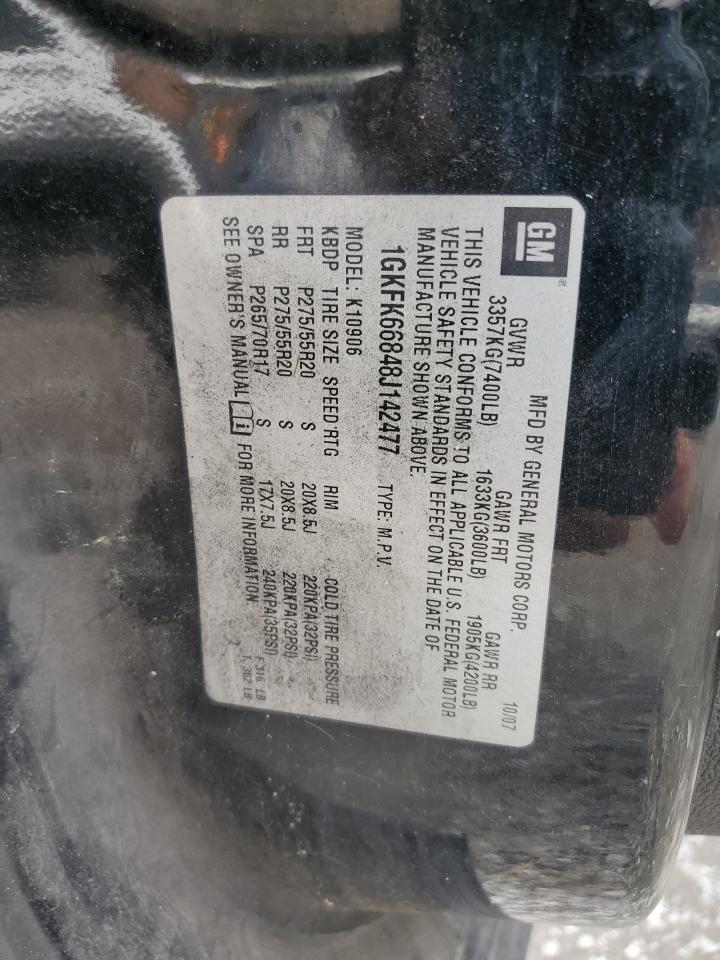 GM ®
MFD BY GENERAL MOTORS CORP. 10/07
GVWR GAWR FRT GAWR RR
3357KG(7400LB) 1633KG(3600LB) 1905KG(4200LB)
THIS VEHICLE CONFORMS TO ALL APPLICABLE U.S. FEDERAL MOTOR
VEHICLE SAFETY STANDARDS IN EFFECT ON THE DATE OF
MANUFACTURE SHOWN ABOVE.
1GKFK66848J142477 TYPE: M.P.V.
MODEL: K10906
KBDP TIRE SIZE SPEED RTG RIM COLD TIRE PRESSURE
FRT P275/55R20 S 20X8.5J 220KPA(32PSI)
RR P275/55R20 S 20X8.5J 220KPA(32PSI)
SPA P265/70R17 S 17X7.5J 240KPA(35PSI)
SEE OWNER'S MANUAL i FOR MORE INFORMATION.
F.316 LB
T.362 LB